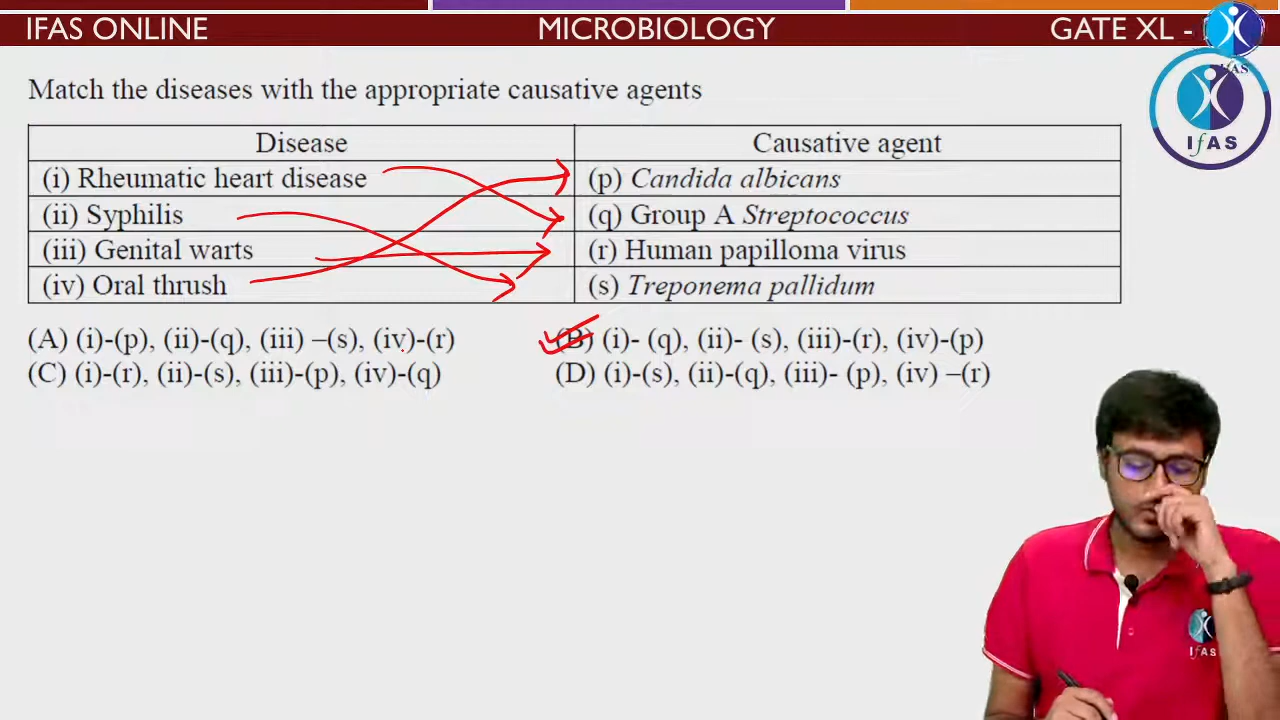 IFAS ONLINE MICROBIOLOGY GATE XL -
IfAS
Match the diseases with the appropriate causative agents
Disease Causative agent
(i) Rheumatic heart disease (p) Candida albicans
(ii) Syphilis (q) Group A Streptococcus
(iii) Genital warts (r) Human papilloma virus
(iv) Oral thrush (s) Treponema pallidum
(A) (i)-(p), (ii)-(q), (iii) –(s), (iv)-(r) (B) (i)- (q), (ii)- (s), (iii)-(r), (iv)-(p)
(C) (i)-(r), (ii)-(s), (iii)-(p), (iv)-(q) (D) (i)-(s), (ii)-(q), (iii)- (p), (iv) –(r)
IfAS